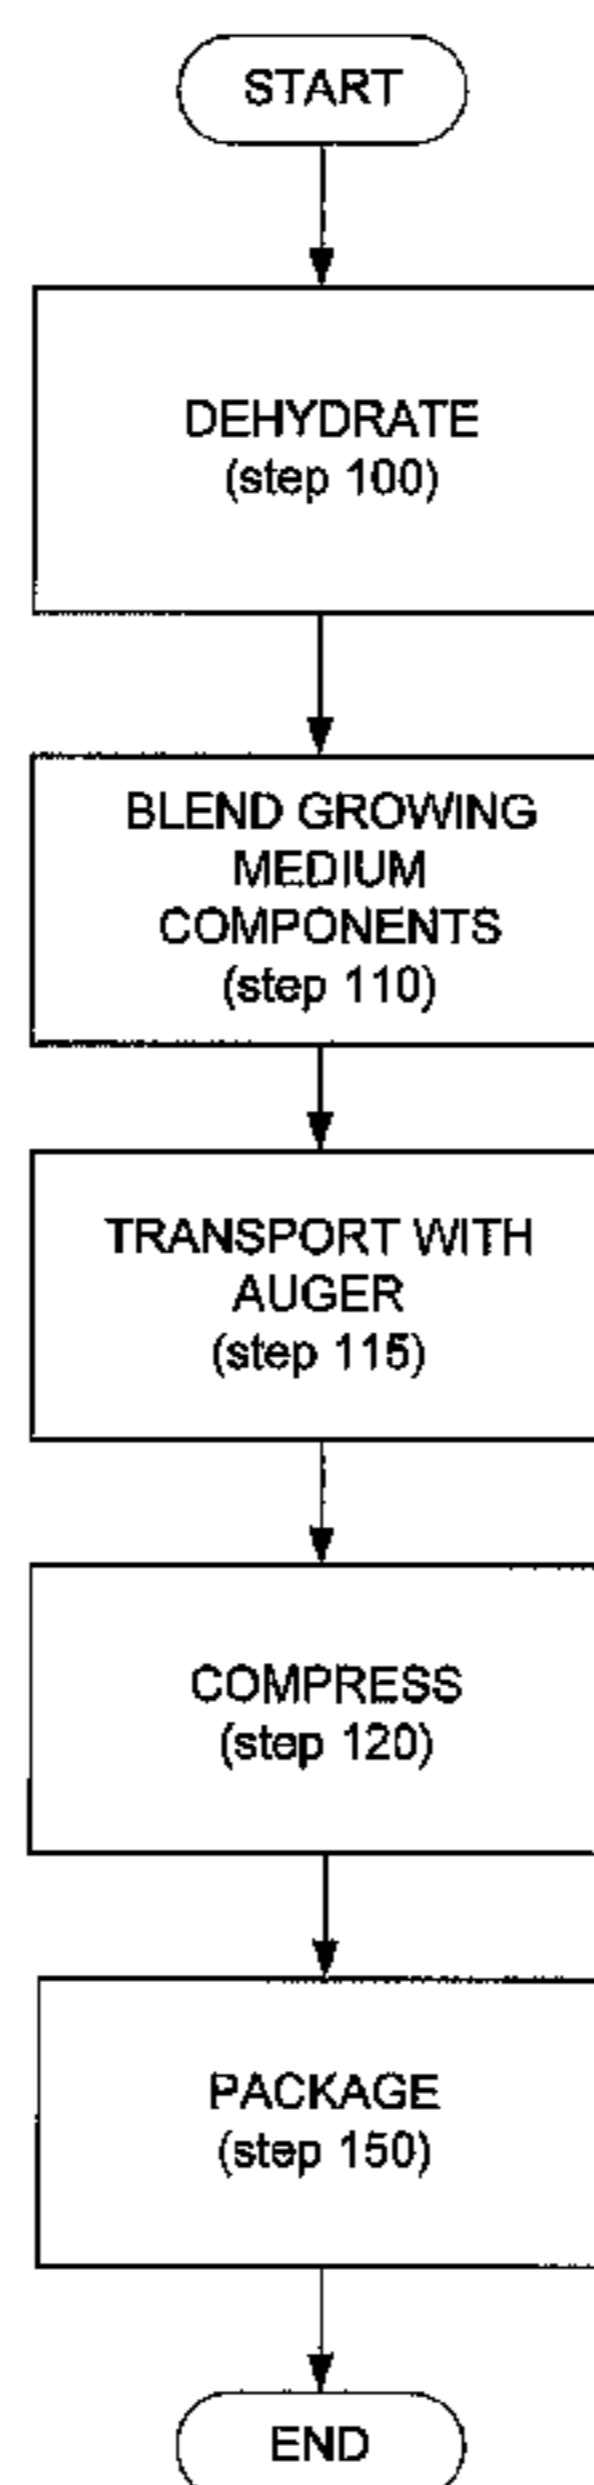 START
DEHYDRATE
(step 100)
BLEND GROWING
MEDIUM
COMPONENTS
(step 110)
TRANSPORT WITH
AUGER
(step 115)
COMPRESS
(step 120)
PACKAGE
(step 150)
END